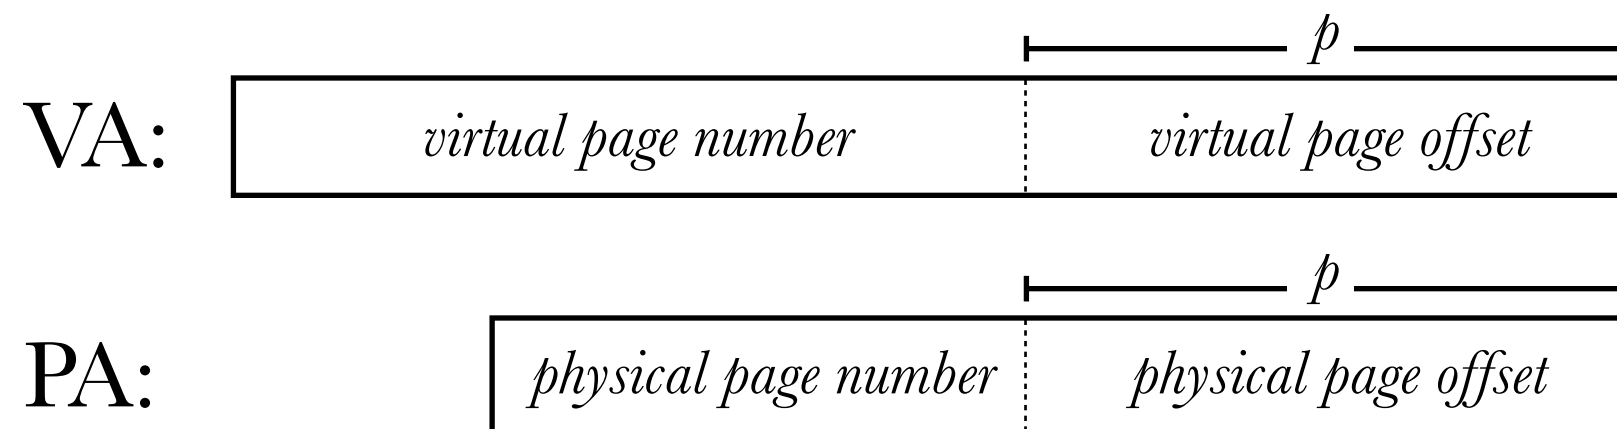 p
VA: virtual page number virtual page offset
p
PA: physical page number physical page offset